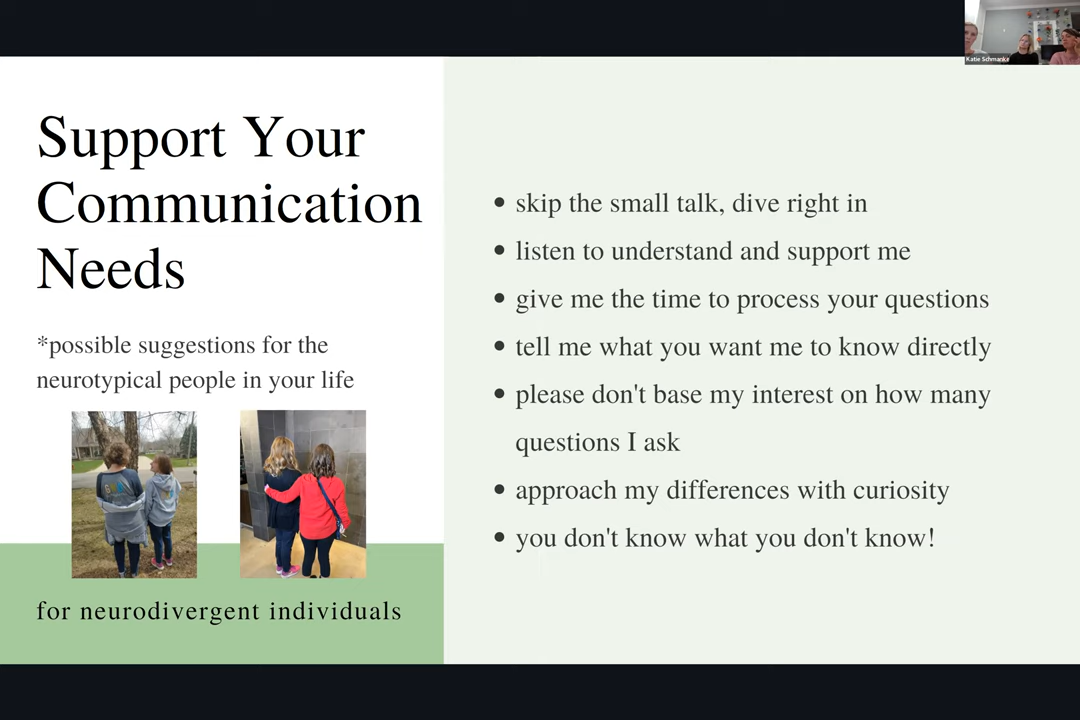 Katie Schmanke
Support Your
Communication
Needs
*possible suggestions for the
neurotypical people in your life
for neurodivergent individuals
skip the small talk, dive right in
listen to understand and support me
give me the time to process your questions
tell me what you want me to know directly
please don't base my interest on how many
questions I ask
approach my differences with curiosity
you don't know what you don't know!